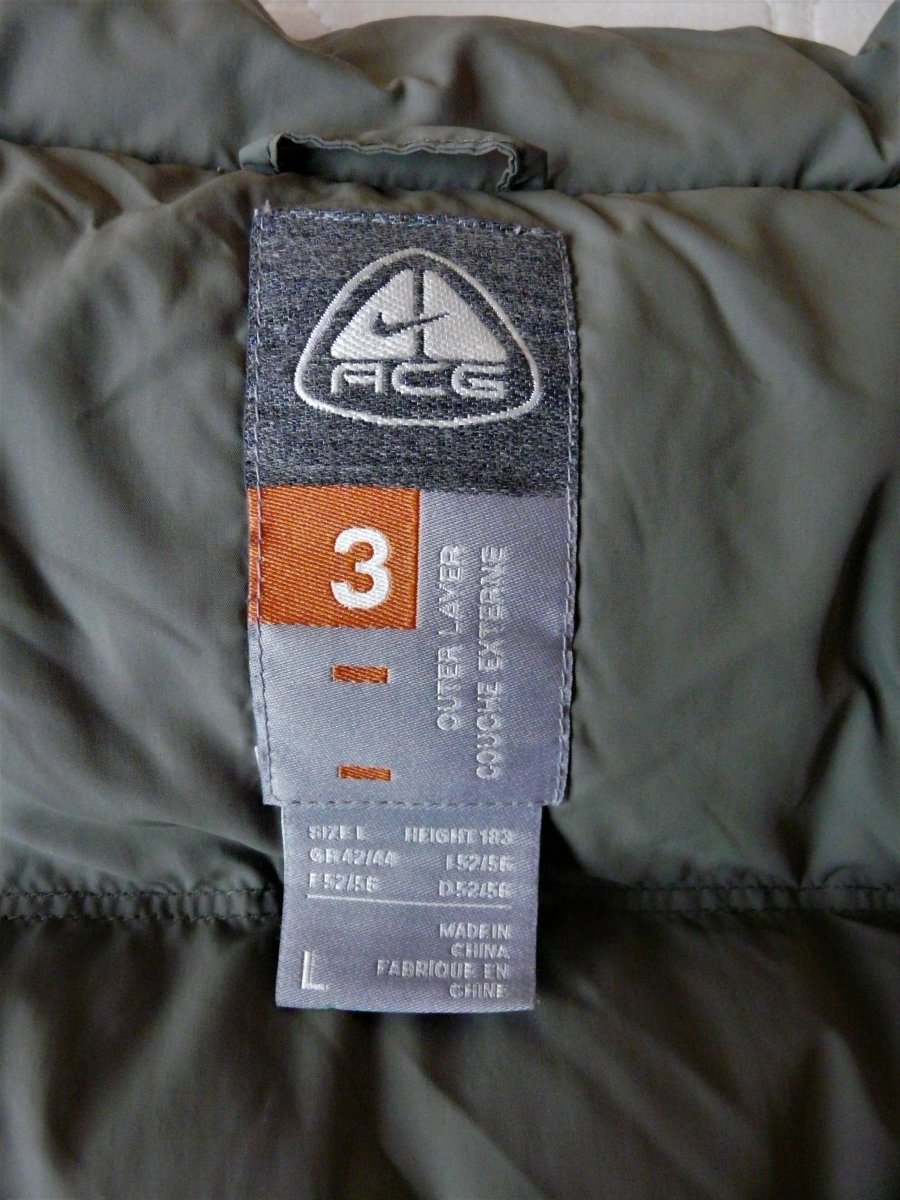 ACG
3
OUTER LAYER
COUCHE EXTERNE
SIZE L HEIGHT 183
GB 42/44 I 52/56
F 52/56 D 52/56
MADE IN
CHINA
FABRIQUE EN
CHINE
L